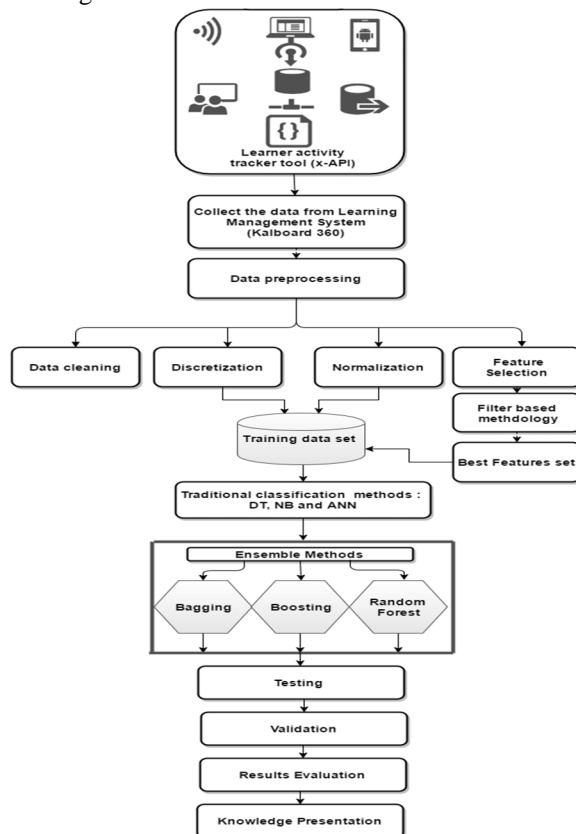 { }
Learner activity
tracker tool (x-API)
Collect the data from Learning
Management System
(Kalboard 360)
Data preprocessing
Data cleaning
Discretization
Normalization
Feature
Selection
Filter based
methdology
Training data set
Best Features set
Traditional classification methods :
DT, NB and ANN
Ensemble Methods
Bagging
Boosting
Random
Forest
Testing
Validation
Results Evaluation
Knowledge Presentation